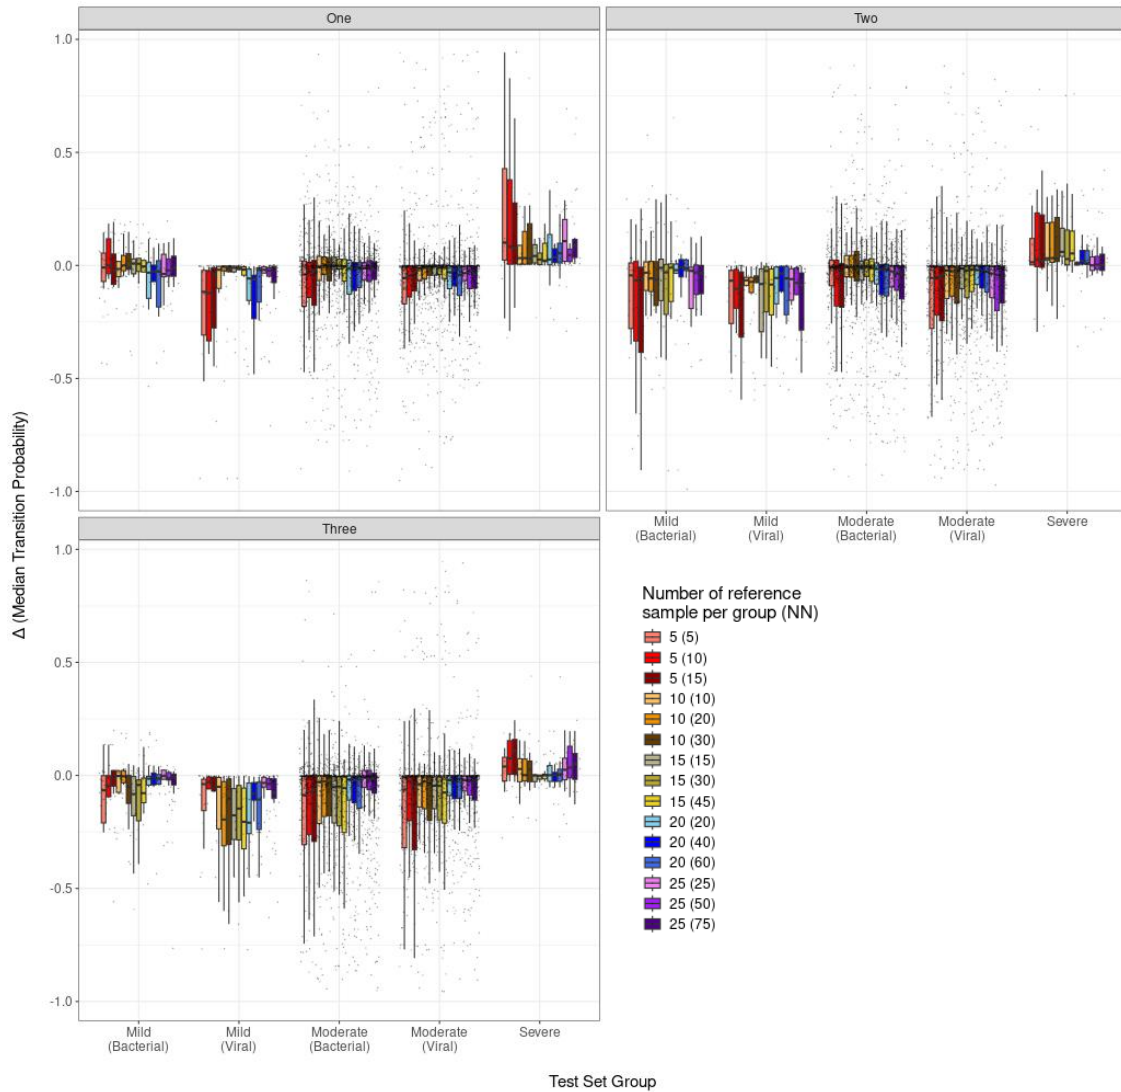 One
Two
1.0
0.5
0.0
-0.5
-1.0
Three
Mild
(Bacterial)
Mild
(Viral)
Moderate
(Bacterial)
Moderate
(Viral)
Severe
1.0
0.5
0.0
-0.5
-1.0
Δ (Median Transition Probability)
Number of reference
sample per group (NN)
5 (5)
5 (10)
5 (15)
10 (10)
10 (20)
10 (30)
15 (15)
15 (30)
15 (45)
20 (20)
20 (40)
20 (60)
25 (25)
25 (50)
25 (75)
Mild
(Bacterial)
Mild
(Viral)
Moderate
(Bacterial)
Moderate
(Viral)
Severe
Test Set Group